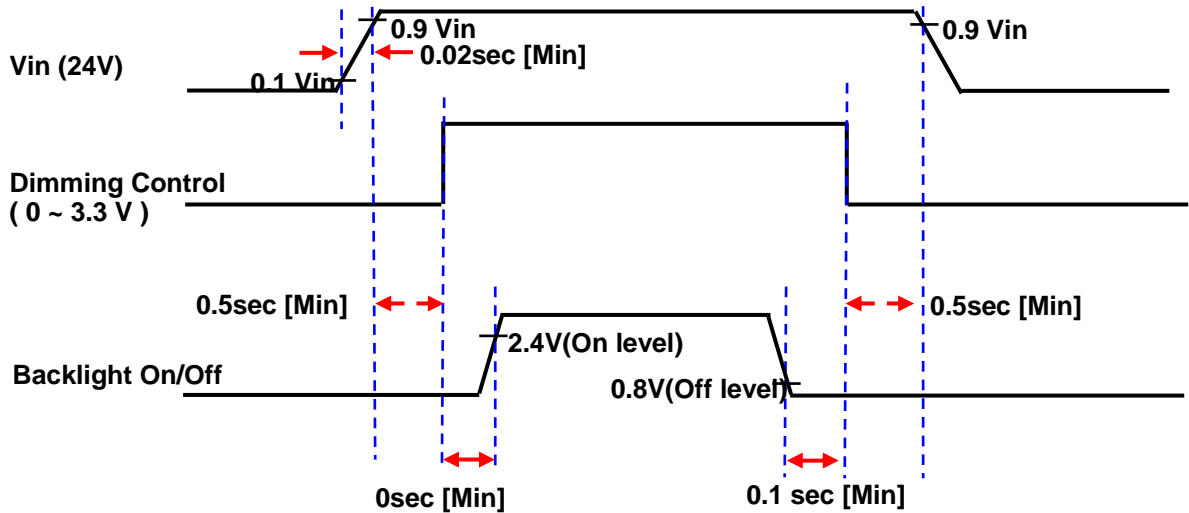 0.9 Vin
0.9 Vin
0.02sec [Min]
Vin (24V)
0.1 Vin
Dimming Control
( 0 ~ 3.3 V )
0.5sec [Min]
0.5sec [Min]
2.4V(On level)
Backlight On/Off
0.8V(Off level)
0sec [Min]
0.1 sec [Min]